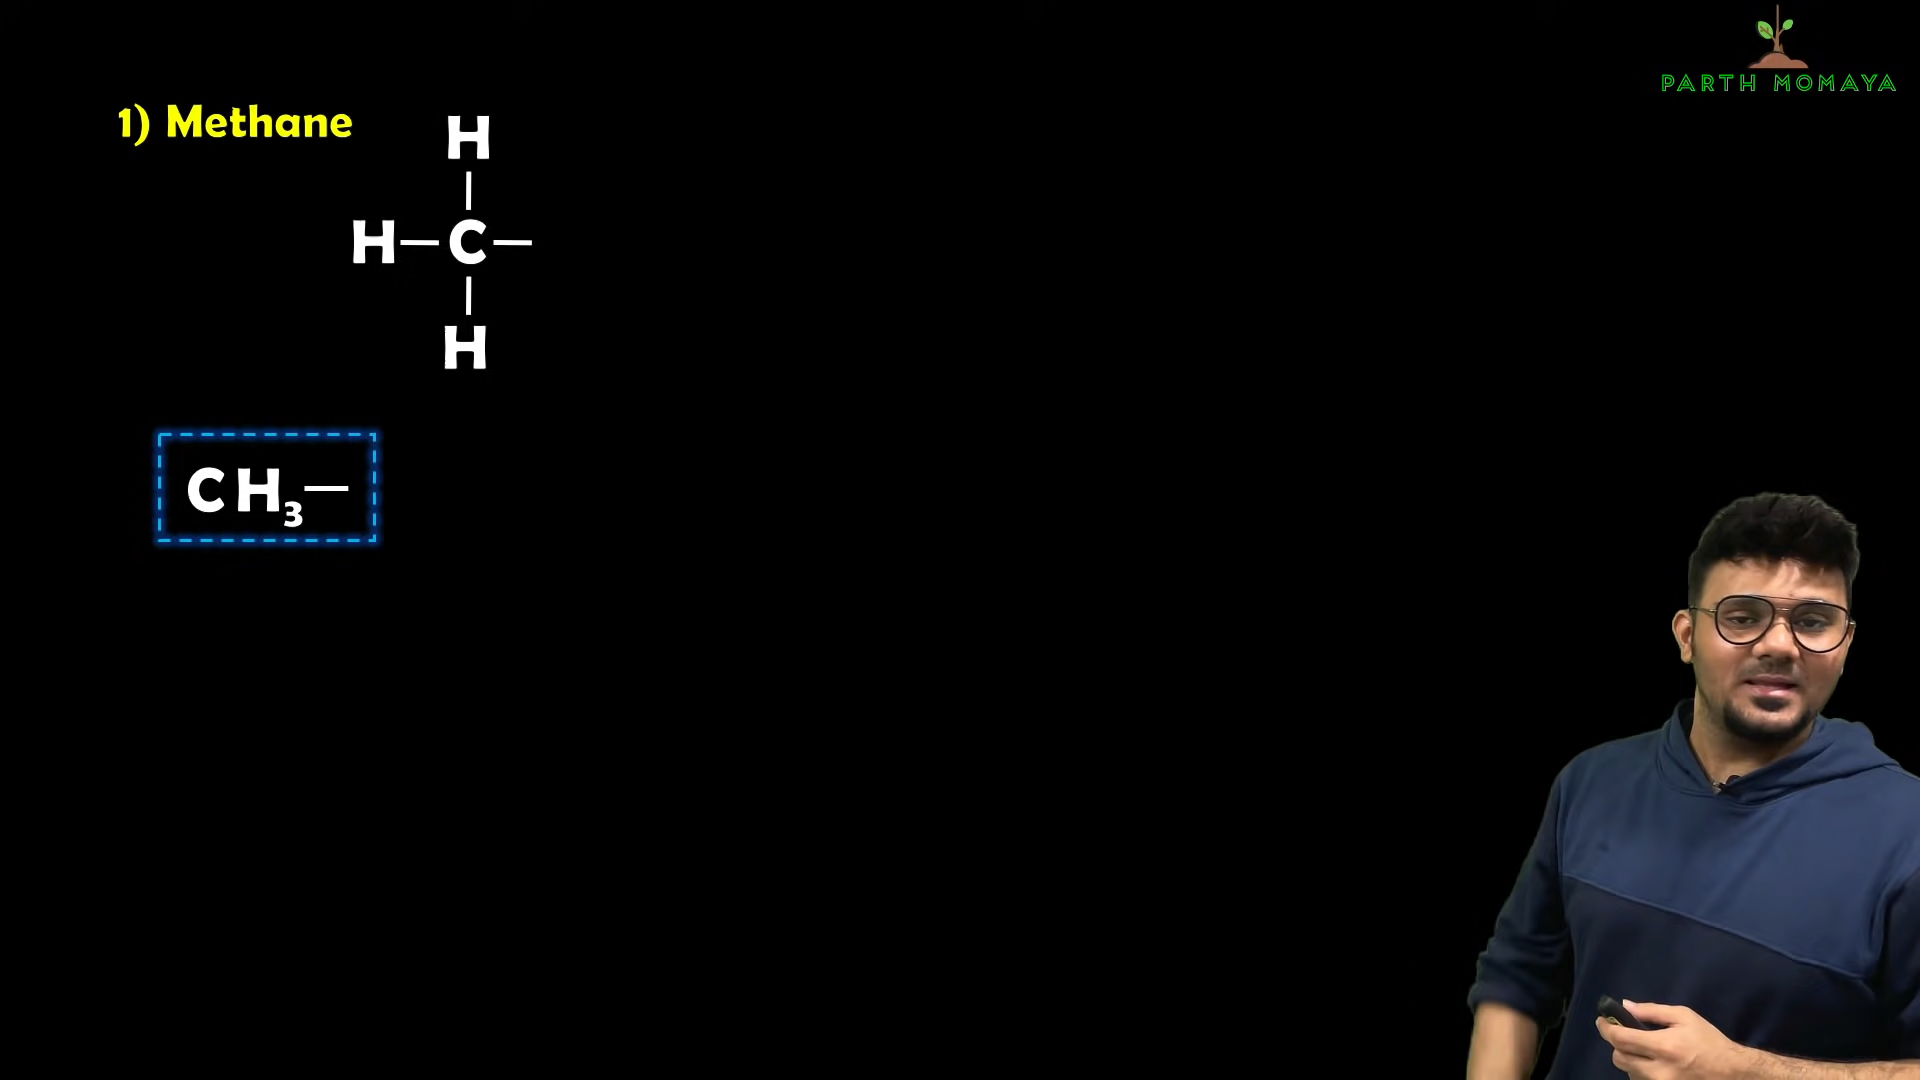 PARTH MOMAYA
1) Methane
H
H—C—
H
CH₃—